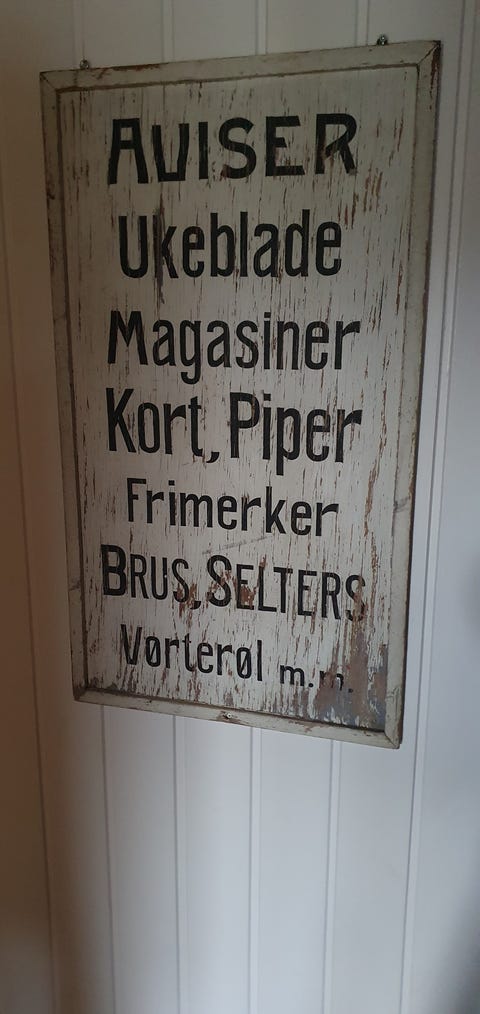 AVISER
Ukeblade
Magasiner
Kort, Piper
Frimerker
BRUS, SELTERS
Vørterøl m.m.